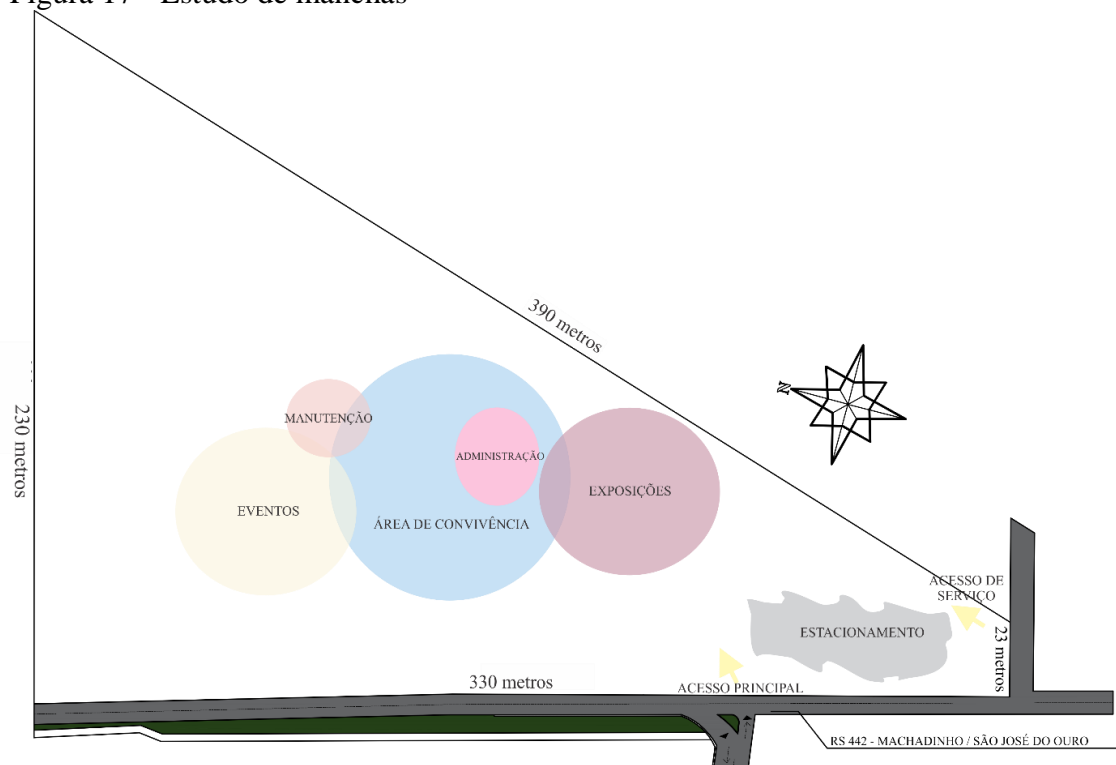 Figura 17 - Estudo de manchas
390 metros
N
MANUTENÇÃO
230 metros
ADMINISTRAÇÃO
EXPOSIÇÕES
EVENTOS
ÁREA DE CONVIVÊNCIA
ACESSO DE
SERVIÇO
ESTACIONAMENTO
23 metros
330 metros
ACESSO PRINCIPAL
RS 442 - MACHADINHO / SÃO JOSÉ DO OURO